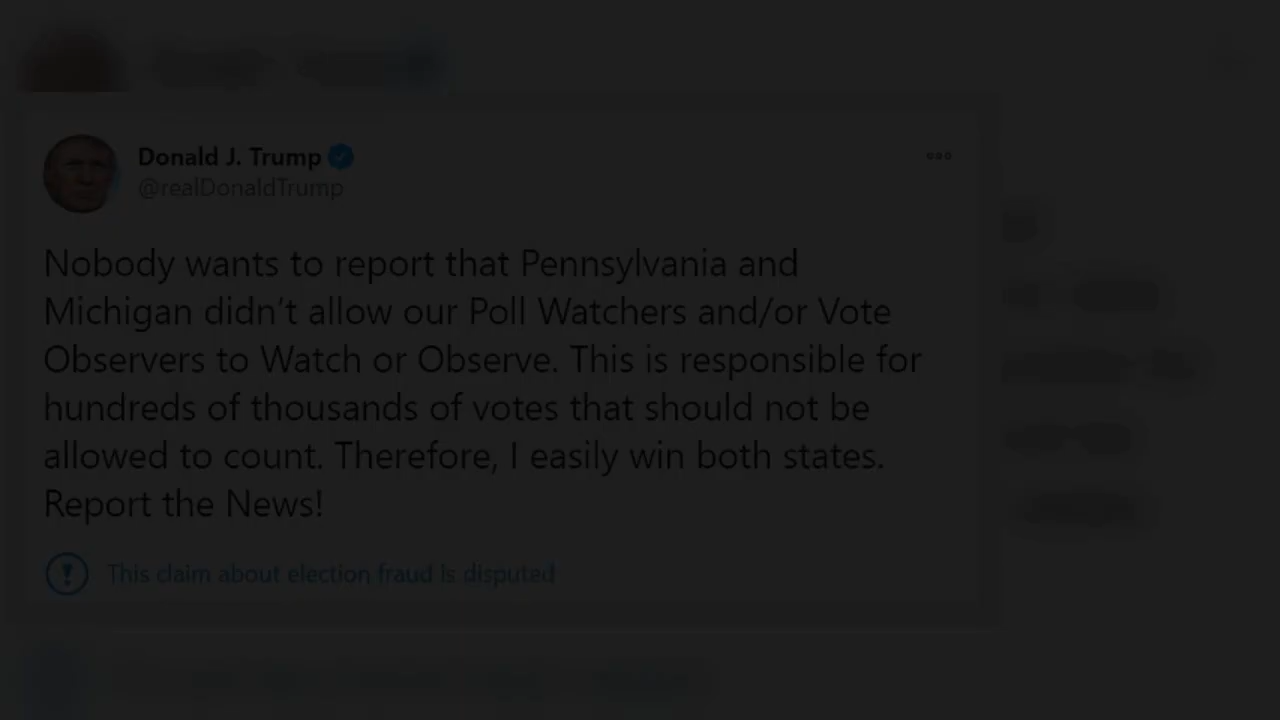 Donald J. Trump
@realDonaldTrump
Nobody wants to report that Pennsylvania and
Michigan didn’t allow our Poll Watchers and/or Vote
Observers to Watch or Observe. This is responsible for
hundreds of thousands of votes that should not be
allowed to count. Therefore, I easily win both states.
Report the News!
This claim about election fraud is disputed